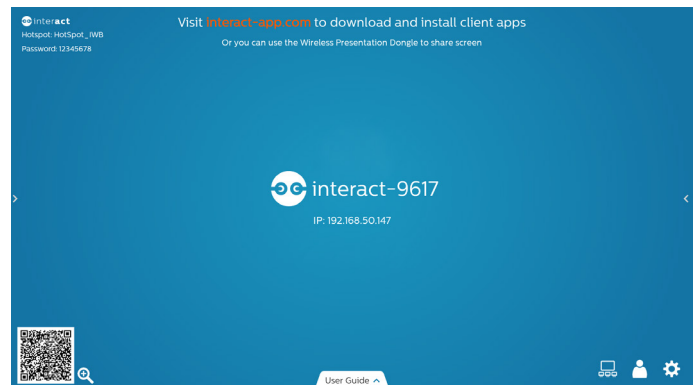 interact
Hotspot: HotSpot_IWB
Password: 12345678
Visit interact-app.com to download and install client apps
Or you can use the Wireless Presentation Dongle to share screen
interact-9617
IP: 192.168.50.147
User Guide